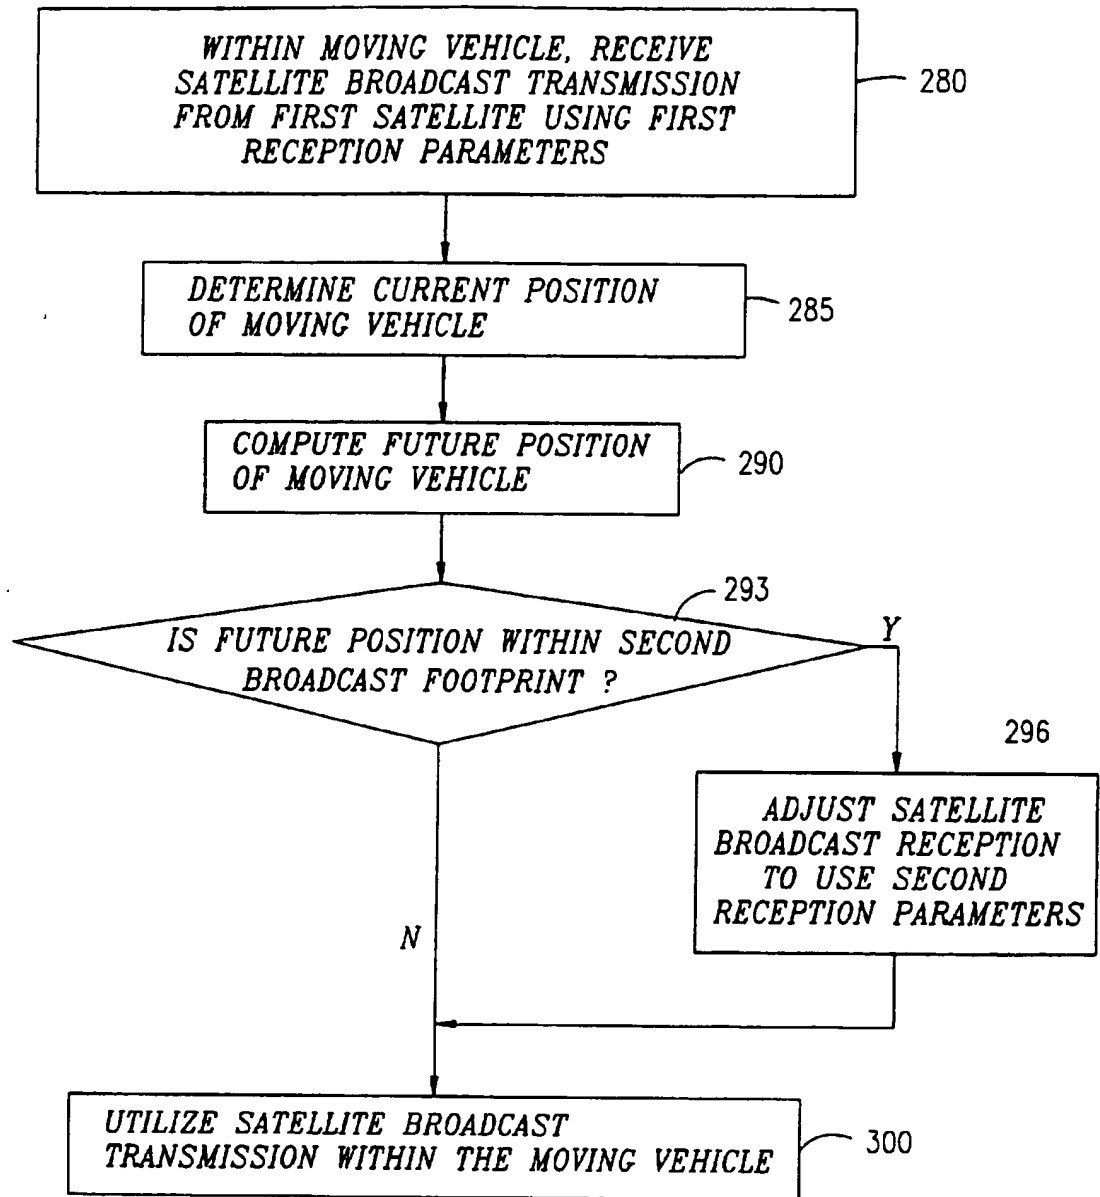 WITHIN MOVING VEHICLE, RECEIVE
SATELLITE BROADCAST TRANSMISSION
FROM FIRST SATELLITE USING FIRST
RECEPTION PARAMETERS
280
DETERMINE CURRENT POSITION
OF MOVING VEHICLE
285
COMPUTE FUTURE POSITION
OF MOVING VEHICLE
290
293
IS FUTURE POSITION WITHIN SECOND
BROADCAST FOOTPRINT ?
Y
296
ADJUST SATELLITE
BROADCAST RECEPTION
TO USE SECOND
RECEPTION PARAMETERS
N
UTILIZE SATELLITE BROADCAST
TRANSMISSION WITHIN THE MOVING VEHICLE
300